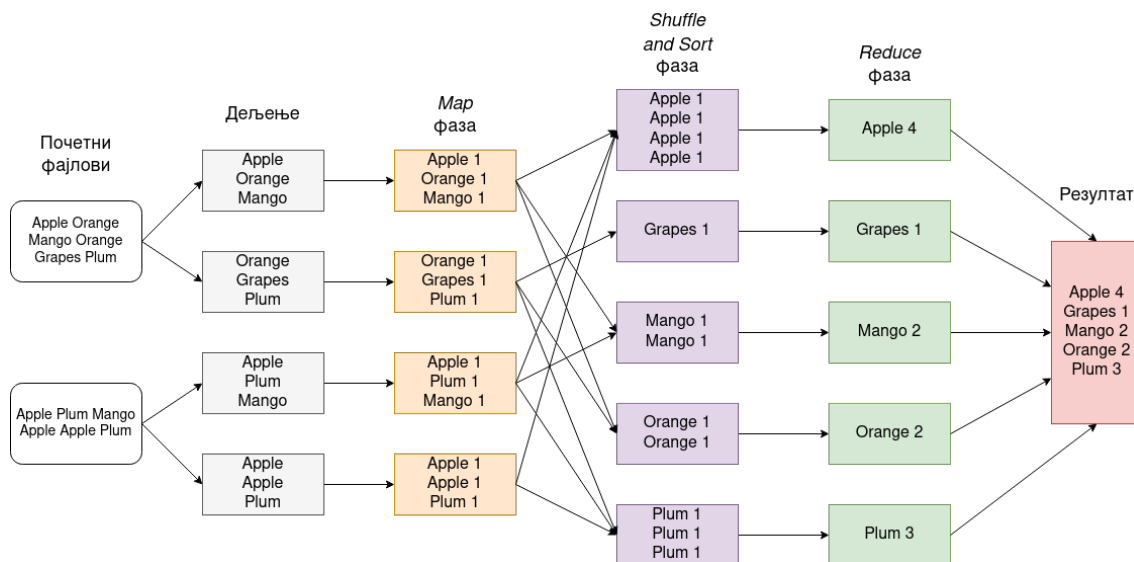 Почетни
фајлови
Apple Orange
Mango Orange
Grapes Plum
Apple Plum Mango
Apple Apple Plum
Дељење
Apple
Orange
Mango
Orange
Grapes
Plum
Apple
Plum
Mango
Apple
Apple
Plum
Map
фаза
Apple 1
Orange 1
Mango 1
Orange 1
Grapes 1
Plum 1
Apple 1
Plum 1
Mango 1
Apple 1
Apple 1
Plum 1
Shuffle
and Sort
фаза
Apple 1
Apple 1
Apple 1
Apple 1
Grapes 1
Mango 1
Mango 1
Orange 1
Orange 1
Plum 1
Plum 1
Plum 1
Reduce
фаза
Apple 4
Grapes 1
Mango 2
Orange 2
Plum 3
Резултат
Apple 4
Grapes 1
Mango 2
Orange 2
Plum 3